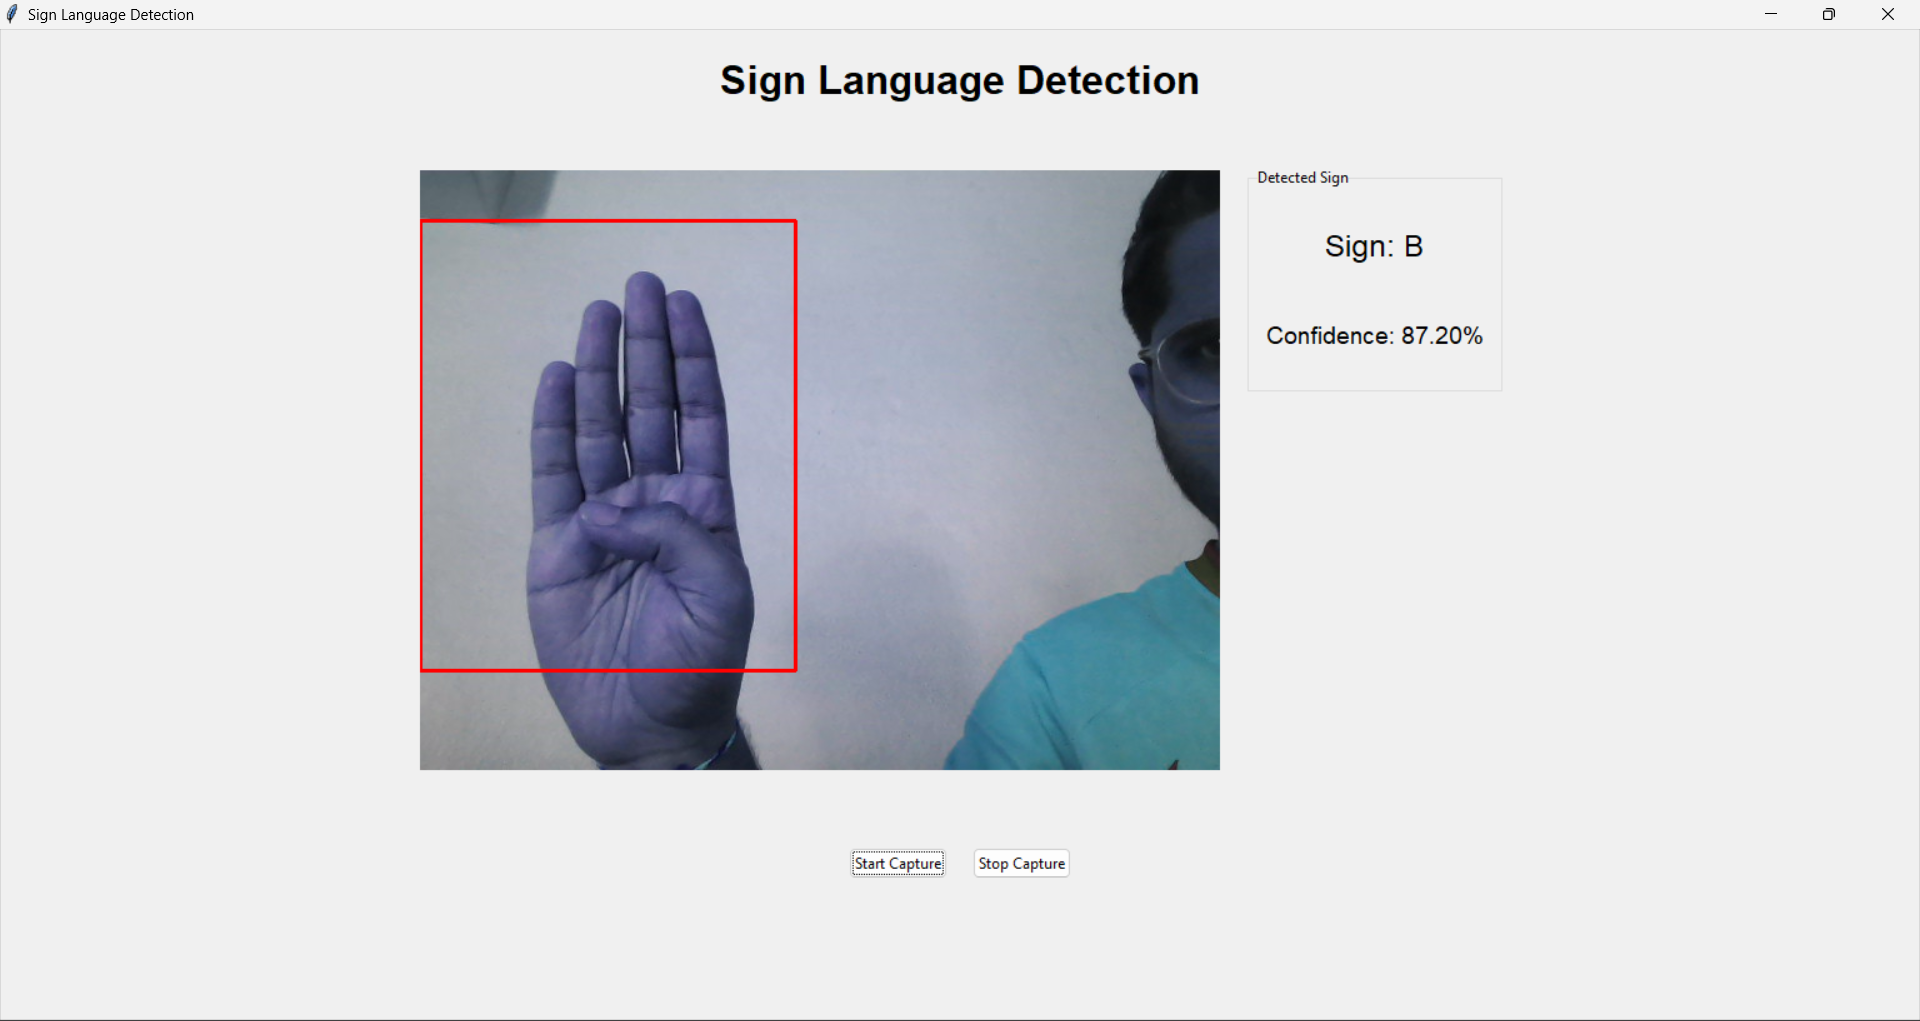 Sign Language Detection
Sign Language Detection
Detected Sign
Sign: B
Confidence: 87.20%
Start Capture
Stop Capture